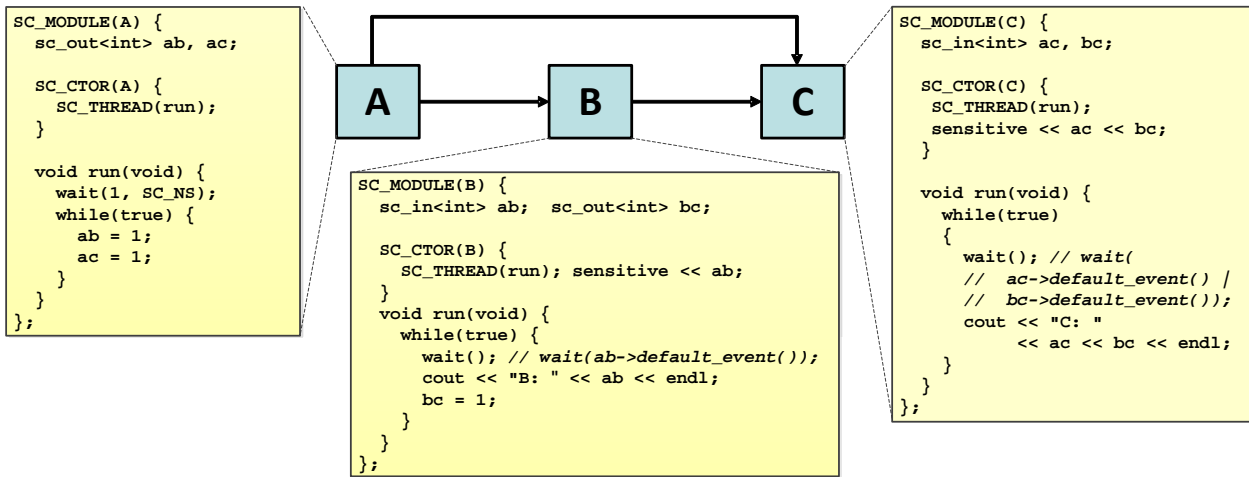 SC_MODULE(A) {
sc_out<int> ab, ac;
SC_CTOR(A) {
SC_THREAD(run);
}
void run(void) {
wait(1, SC_NS);
while(true) {
ab = 1;
ac = 1;
}
}
};
A
B
C
SC_MODULE(B) {
sc_in<int> ab;  sc_out<int> bc;
SC_CTOR(B) {
SC_THREAD(run); sensitive << ab;
}
void run(void) {
while(true) {
wait(); // wait(ab->default_event());
cout << "B: " << ab << endl;
bc = 1;
}
}
};
SC_MODULE(C) {
sc_in<int> ac, bc;
SC_CTOR(C) {
SC_THREAD(run);
sensitive << ac << bc;
}
void run(void) {
while(true)
{
wait(); // wait(
//  ac->default_event() |
//  bc->default_event());
cout << "C: "
<< ac << bc << endl;
}
}
};